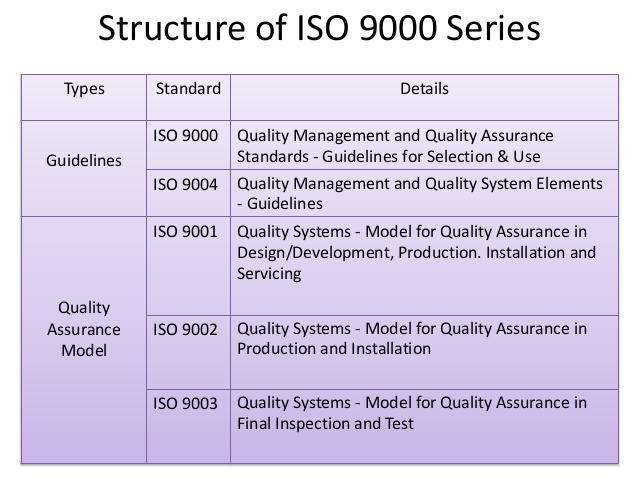 Structure of ISO 9000 Series
Types
Standard
Details
Guidelines
ISO 9000
Quality Management and Quality Assurance
Standards - Guidelines for Selection & Use
ISO 9004
Quality Management and Quality System Elements
- Guidelines
Quality
Assurance
Model
ISO 9001
Quality Systems - Model for Quality Assurance in
Design/Development, Production. Installation and
Servicing
ISO 9002
Quality Systems - Model for Quality Assurance in
Production and Installation
ISO 9003
Quality Systems - Model for Quality Assurance in
Final Inspection and Test